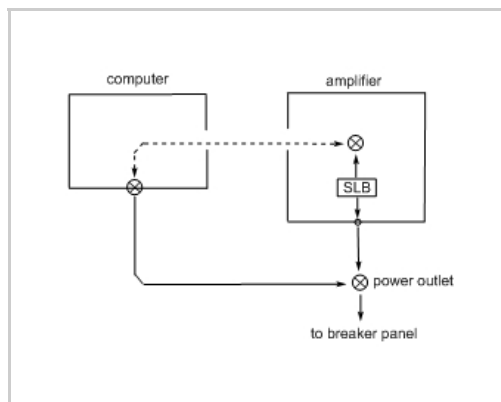 computer
amplifier
SLB
power outlet
to breaker panel